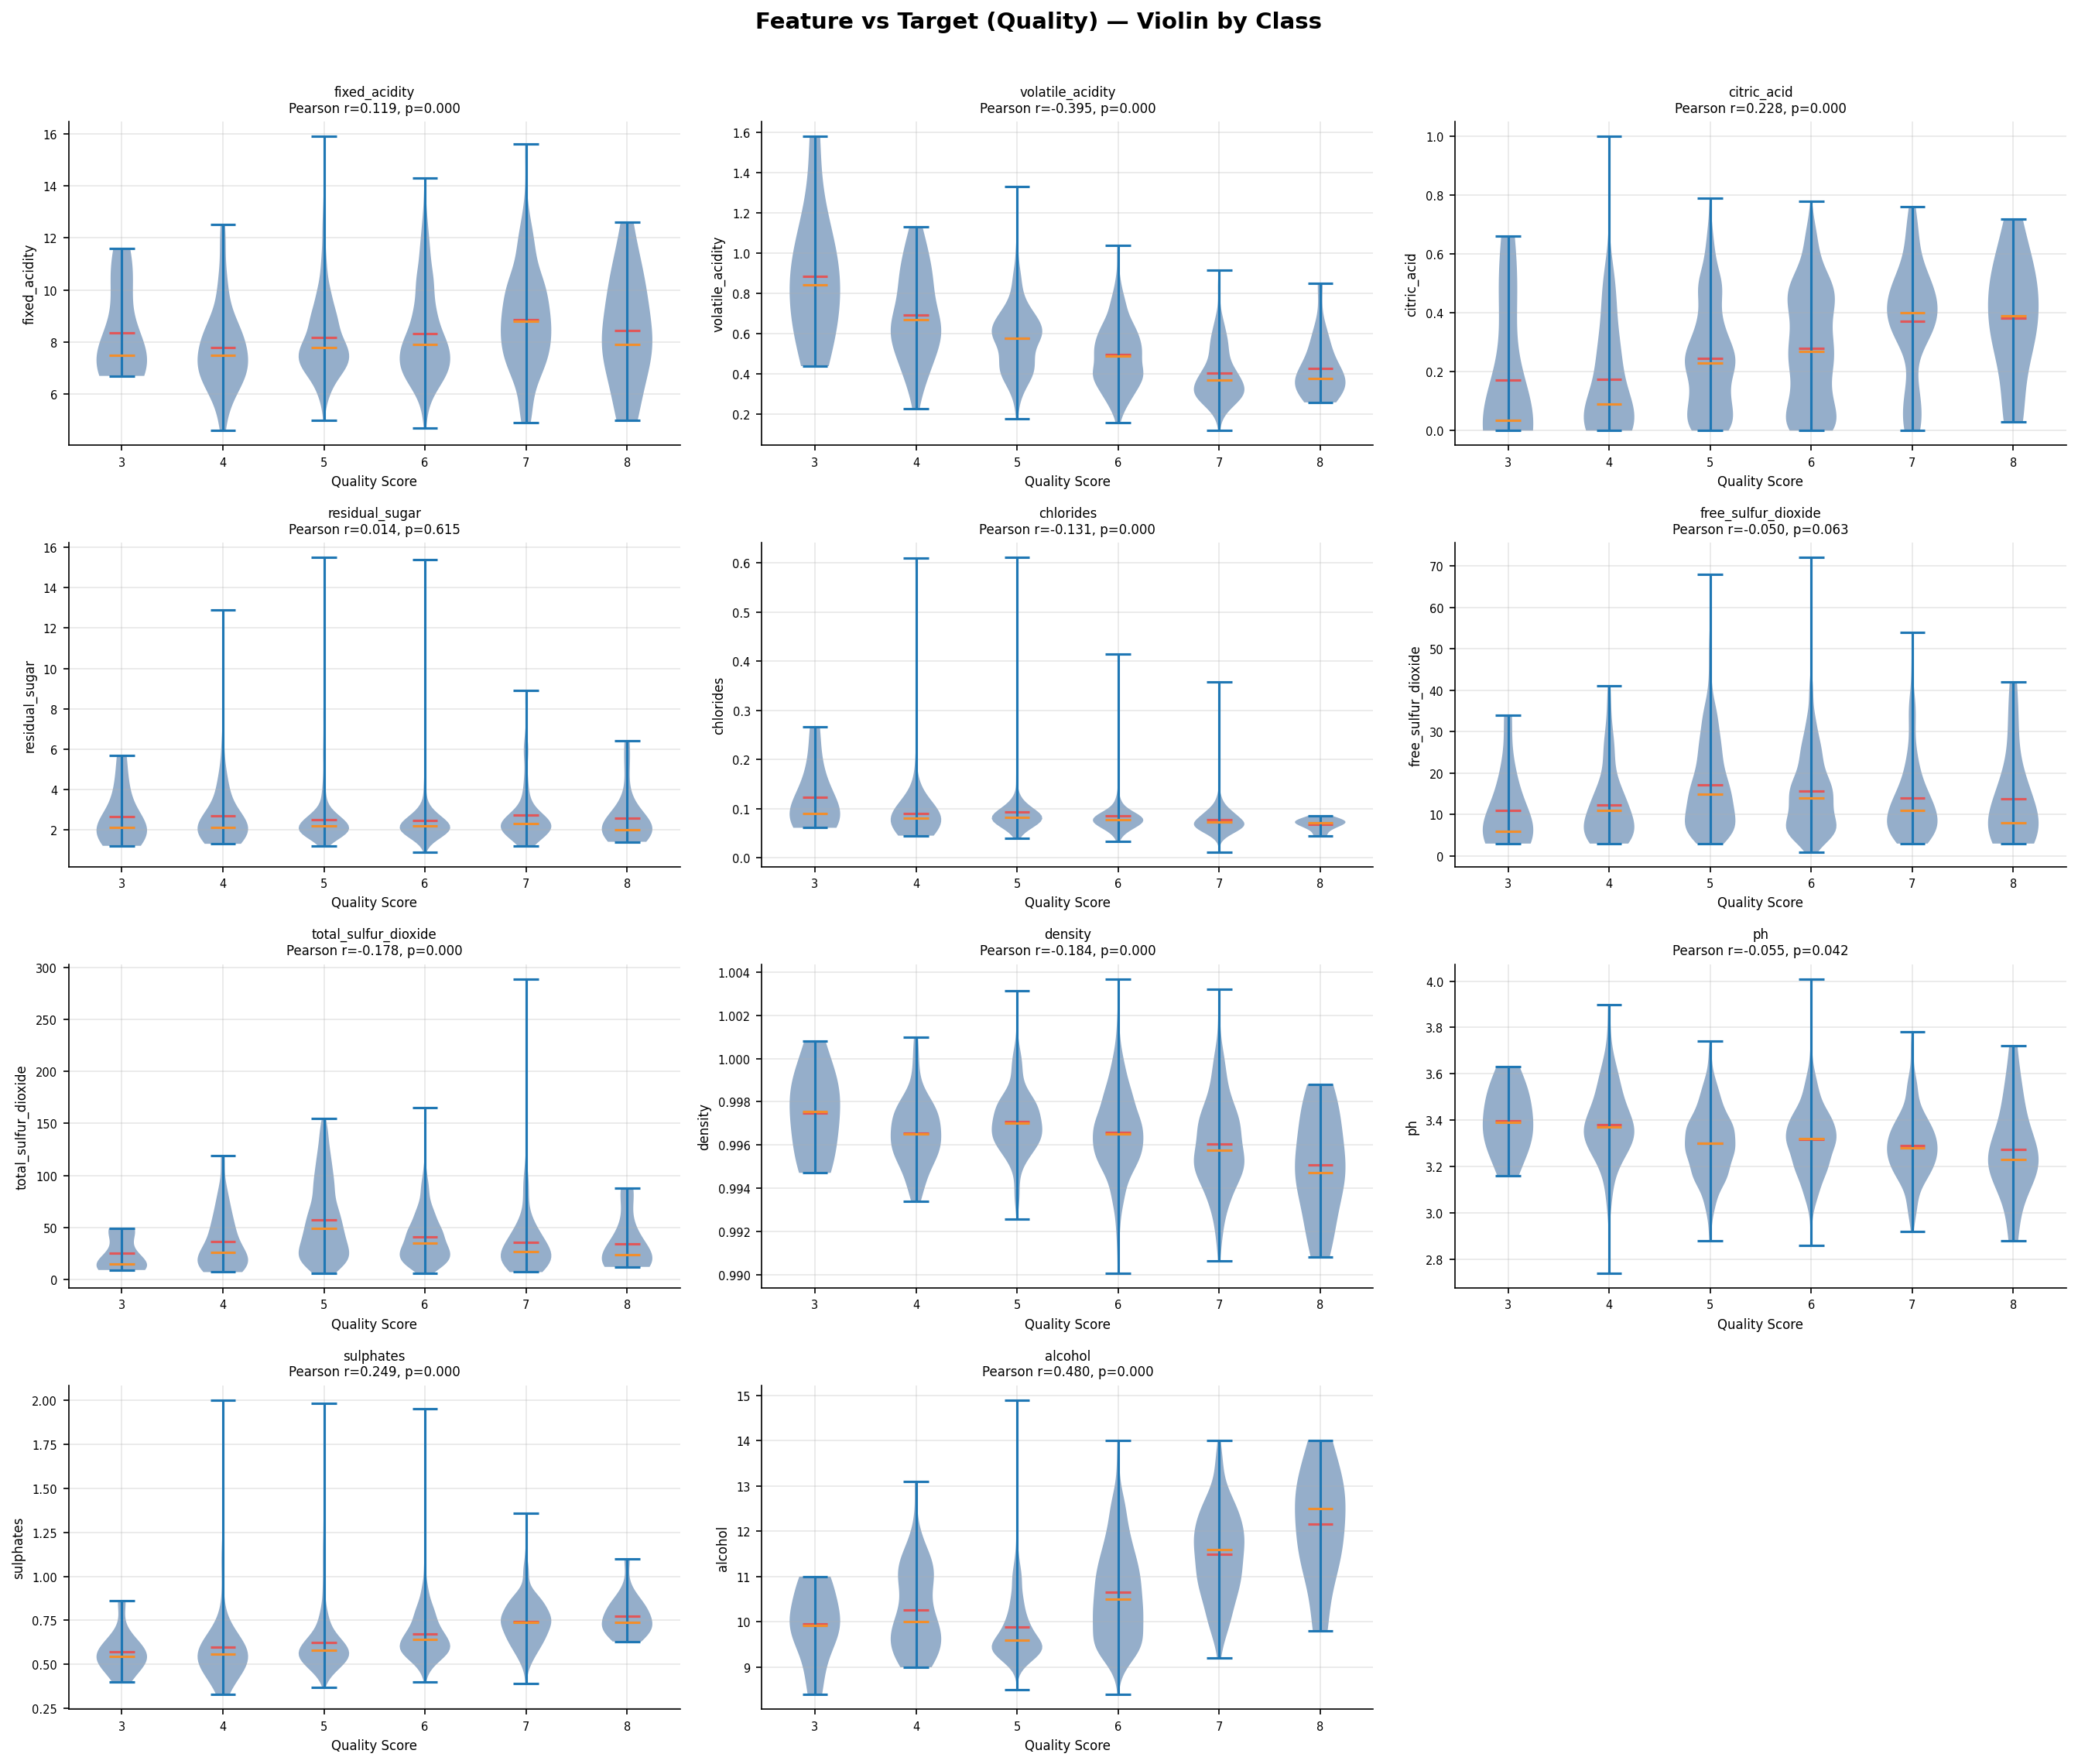 Feature vs Target (Quality) — Violin by Class
fixed_acidity
Pearson r=0.119, p=0.000
16
14
12
10
8
6
fixed_acidity
3 4 5 6 7 8
Quality Score
volatile_acidity
Pearson r=-0.395, p=0.000
1.6
1.4
1.2
1.0
0.8
0.6
0.4
0.2
volatile_acidity
3 4 5 6 7 8
Quality Score
citric_acid
Pearson r=0.228, p=0.000
1.0
0.8
0.6
0.4
0.2
0.0
citric_acid
3 4 5 6 7 8
Quality Score
residual_sugar
Pearson r=0.014, p=0.615
16
14
12
10
8
6
4
2
residual_sugar
3 4 5 6 7 8
Quality Score
chlorides
Pearson r=-0.131, p=0.000
0.6
0.5
0.4
0.3
0.2
0.1
0.0
chlorides
3 4 5 6 7 8
Quality Score
free_sulfur_dioxide
Pearson r=-0.050, p=0.063
70
60
50
40
30
20
10
0
free_sulfur_dioxide
3 4 5 6 7 8
Quality Score
total_sulfur_dioxide
Pearson r=-0.178, p=0.000
300
250
200
150
100
50
0
total_sulfur_dioxide
3 4 5 6 7 8
Quality Score
density
Pearson r=-0.184, p=0.000
1.004
1.002
1.000
0.998
0.996
0.994
0.992
0.990
density
3 4 5 6 7 8
Quality Score
ph
Pearson r=-0.055, p=0.042
4.0
3.8
3.6
3.4
3.2
3.0
2.8
ph
3 4 5 6 7 8
Quality Score
sulphates
Pearson r=0.249, p=0.000
2.00
1.75
1.50
1.25
1.00
0.75
0.50
0.25
sulphates
3 4 5 6 7 8
Quality Score
alcohol
Pearson r=0.480, p=0.000
15
14
13
12
11
10
9
alcohol
3 4 5 6 7 8
Quality Score